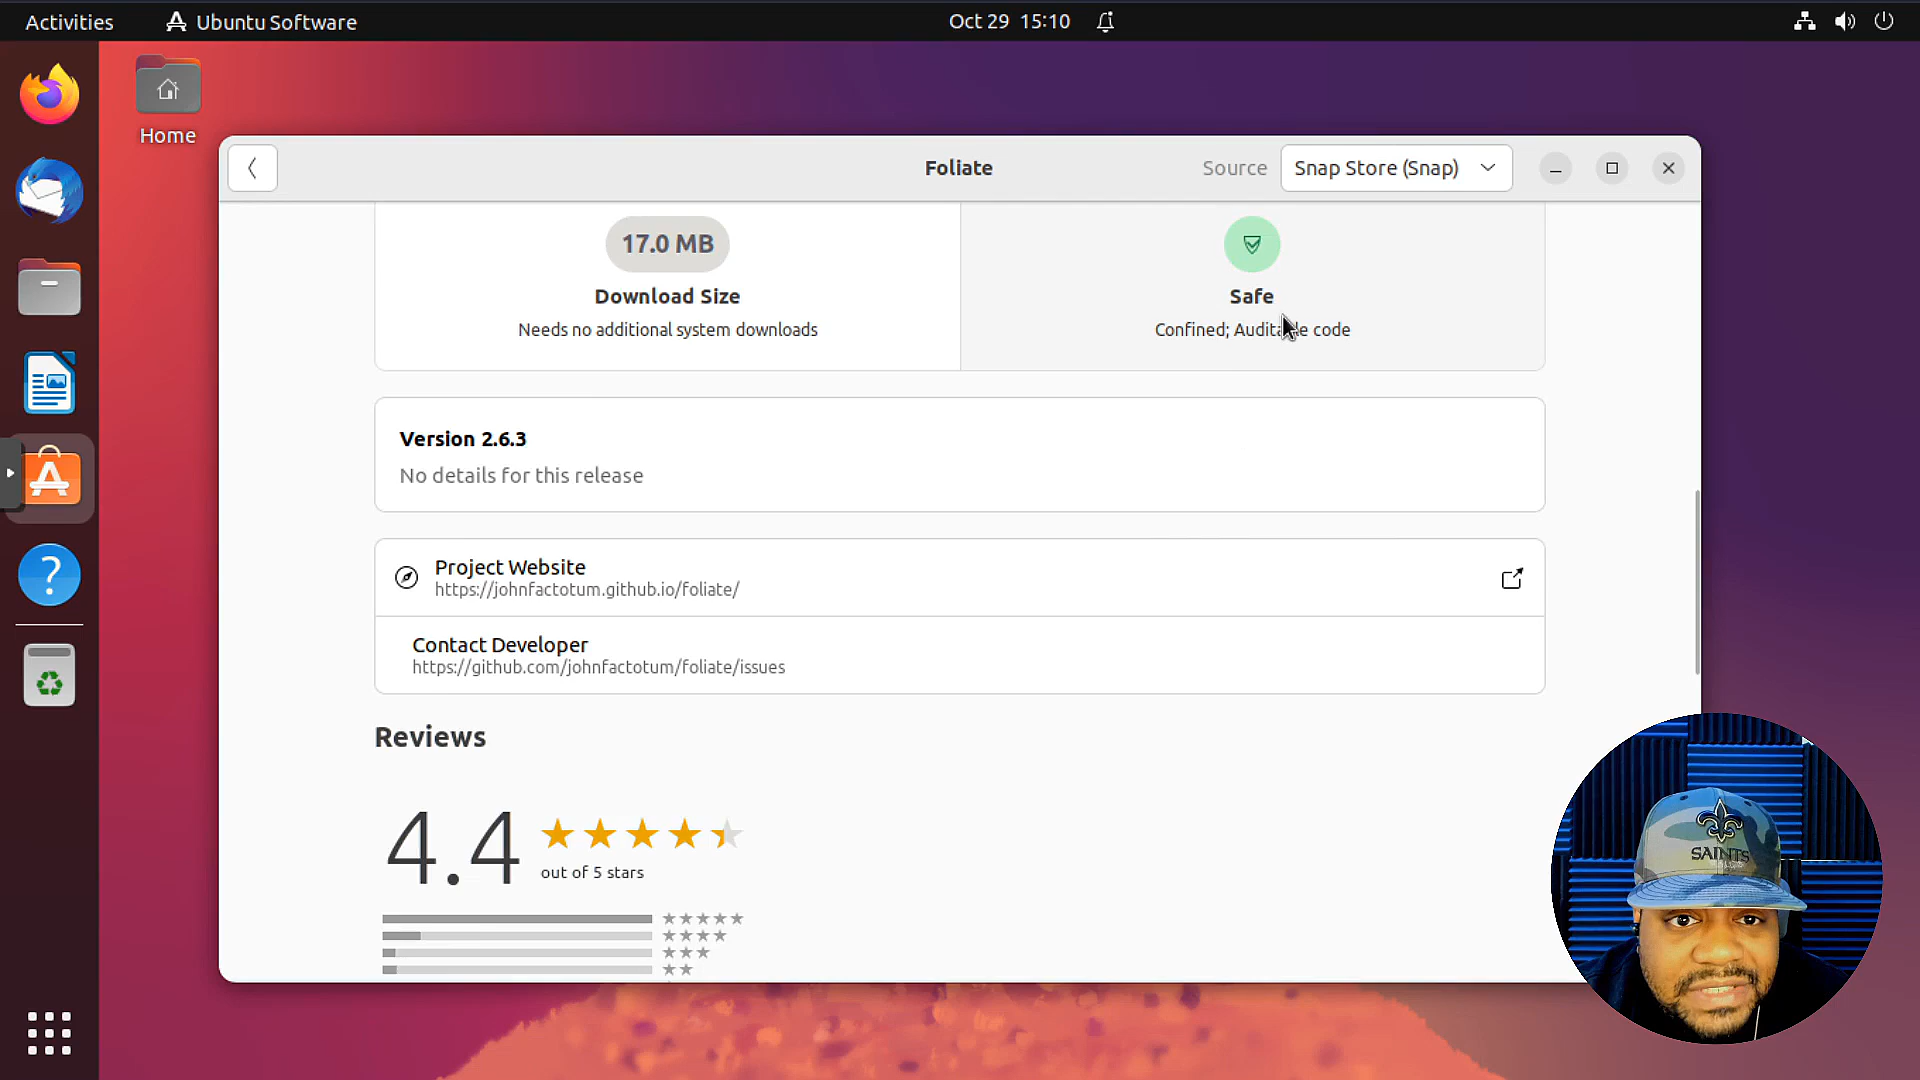 Activities
Ubuntu Software
Oct 29 15:10
Home
Foliate
Source
Snap Store (Snap)
17.0 MB
Download Size
Needs no additional system downloads
Safe
Confined; Auditable code
Version 2.6.3
No details for this release
Project Website
https://johnfactotum.github.io/foliate/
Contact Developer
https://github.com/johnfactotum/foliate/issues
Reviews
4.4
out of 5 stars
SAINTS